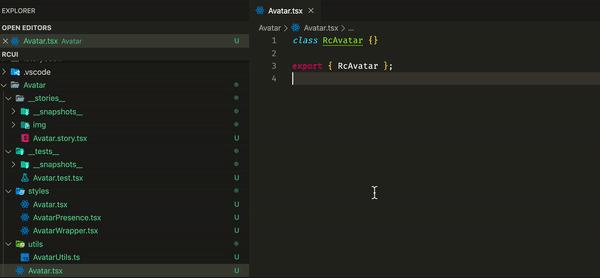 EXPLORER
OPEN EDITORS
Avatar.tsx Avatar U
RCUI
.vscode
Avatar
__stories__
__snapshots__
img
Avatar.story.tsx U
__tests__
__snapshots__
Avatar.test.tsx U
styles
Avatar.tsx U
AvatarPresence.tsx U
AvatarWrapper.tsx U
utils
AvatarUtils.ts U
Avatar.tsx U
Avatar.tsx
Avatar > Avatar.tsx > ...
1 class RcAvatar {}
2
3 export { RcAvatar };
4